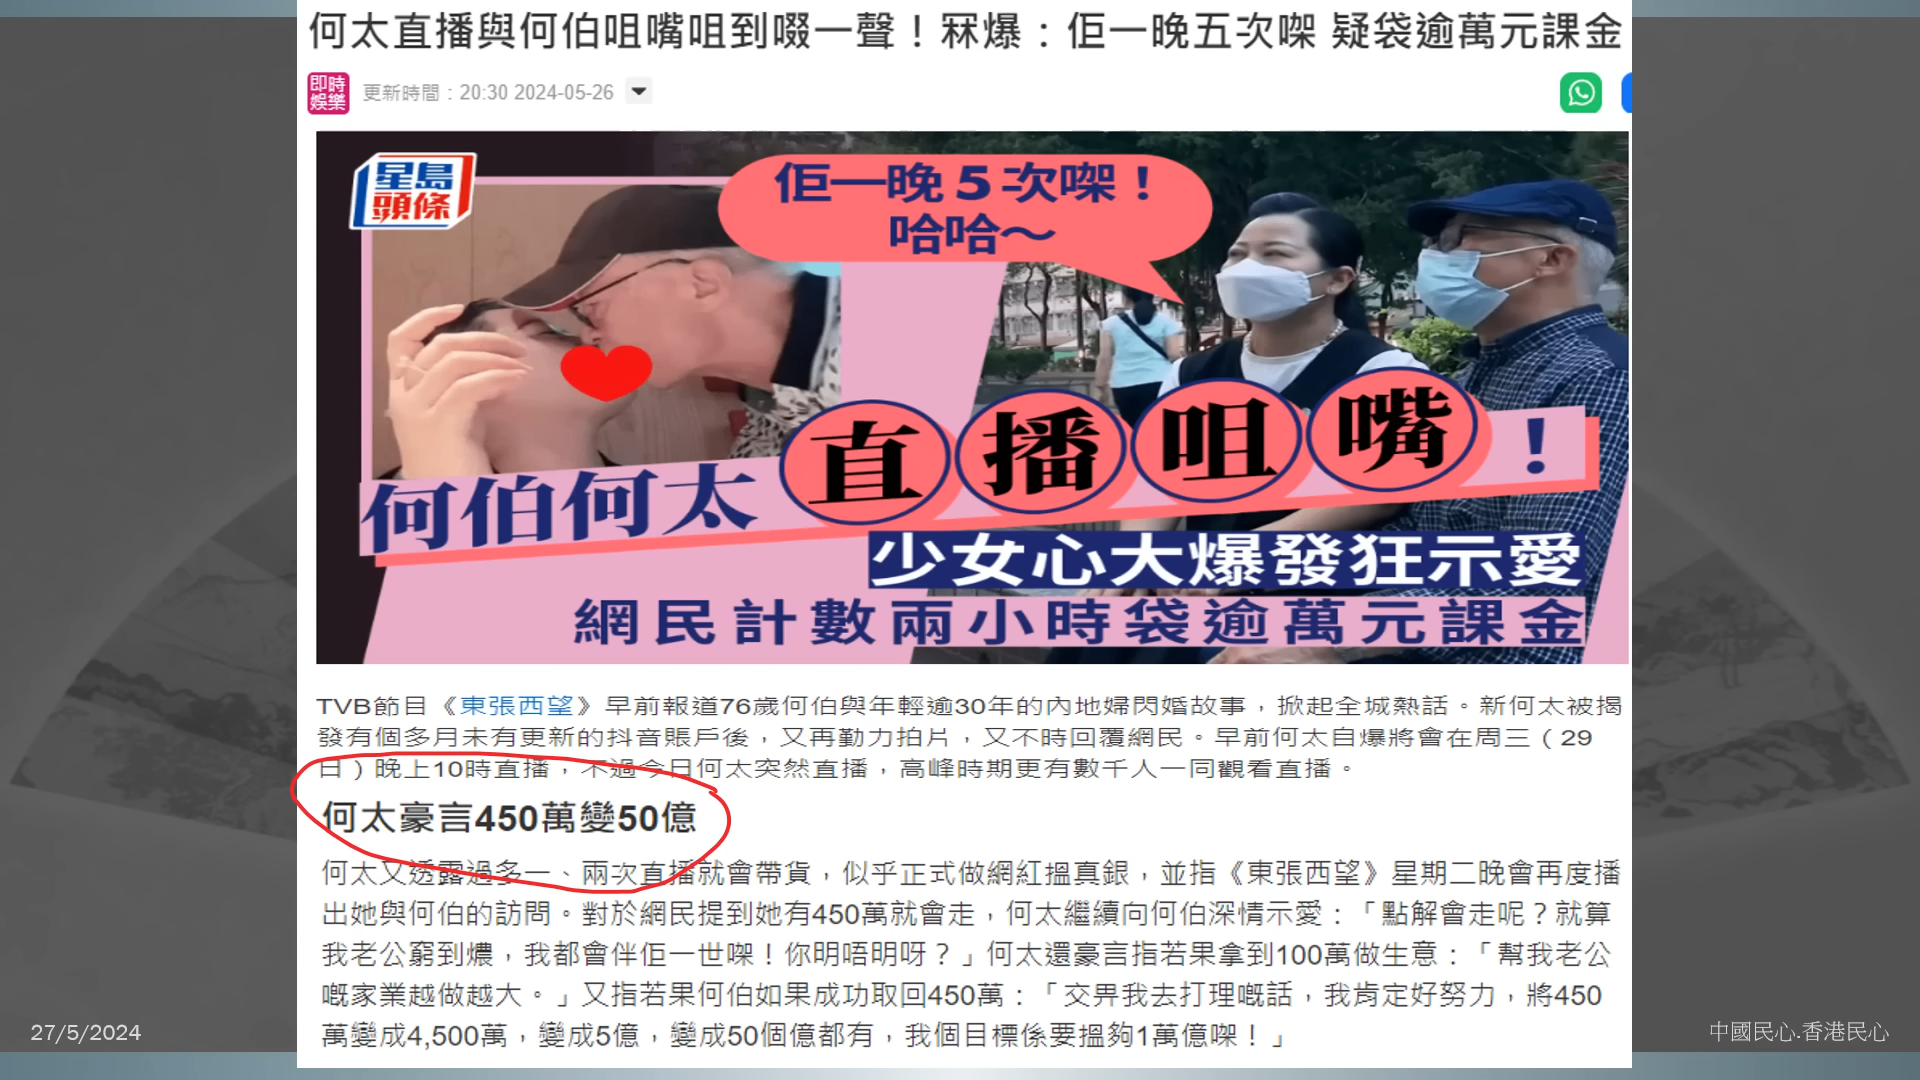 何太直播與何伯咀嘴咀到啜一聲！冧爆：佢一晚五次㗎 疑袋逾萬元課金
即時
娛樂
更新時間：20:30 2024-05-26
星島
頭條
佢一晚5次㗎！
哈哈～
何伯何太直播咀嘴！
少女心大爆發狂示愛
網民計數兩小時袋逾萬元課金
TVB節目《東張西望》早前報道76歲何伯與年輕逾30年的內地婦閃婚故事，掀起全城熱話。新何太被揭
發有個多月未有更新的抖音賬戶後，又再勤力拍片，又不時回覆網民。早前何太自爆將會在周三（29
日）晚上10時直播，不過今日何太突然直播，高峰時期更有數千人一同觀看直播。
何太豪言450萬變50億
何太又透露過多一、兩次直播就會帶貨，似乎正式做網紅搵真銀，並指《東張西望》星期二晚會再度播
出她與何伯的訪問。對於網民提到她有450萬就會走，何太繼續向何伯深情示愛：「點解會走呢？就算
我老公窮到燶，我都會伴佢一世㗎！你明唔明呀？」何太還豪言指若果拿到100萬做生意：「幫我老公
嘅家業越做越大。」又指若果何伯如果成功取回450萬：「交畀我去打理嘅話，我肯定好努力，將450
萬變成4,500萬，變成5億，變成50個億都有，我個目標係要搵夠1萬億㗎！」
27/5/2024
中國民心.香港民心